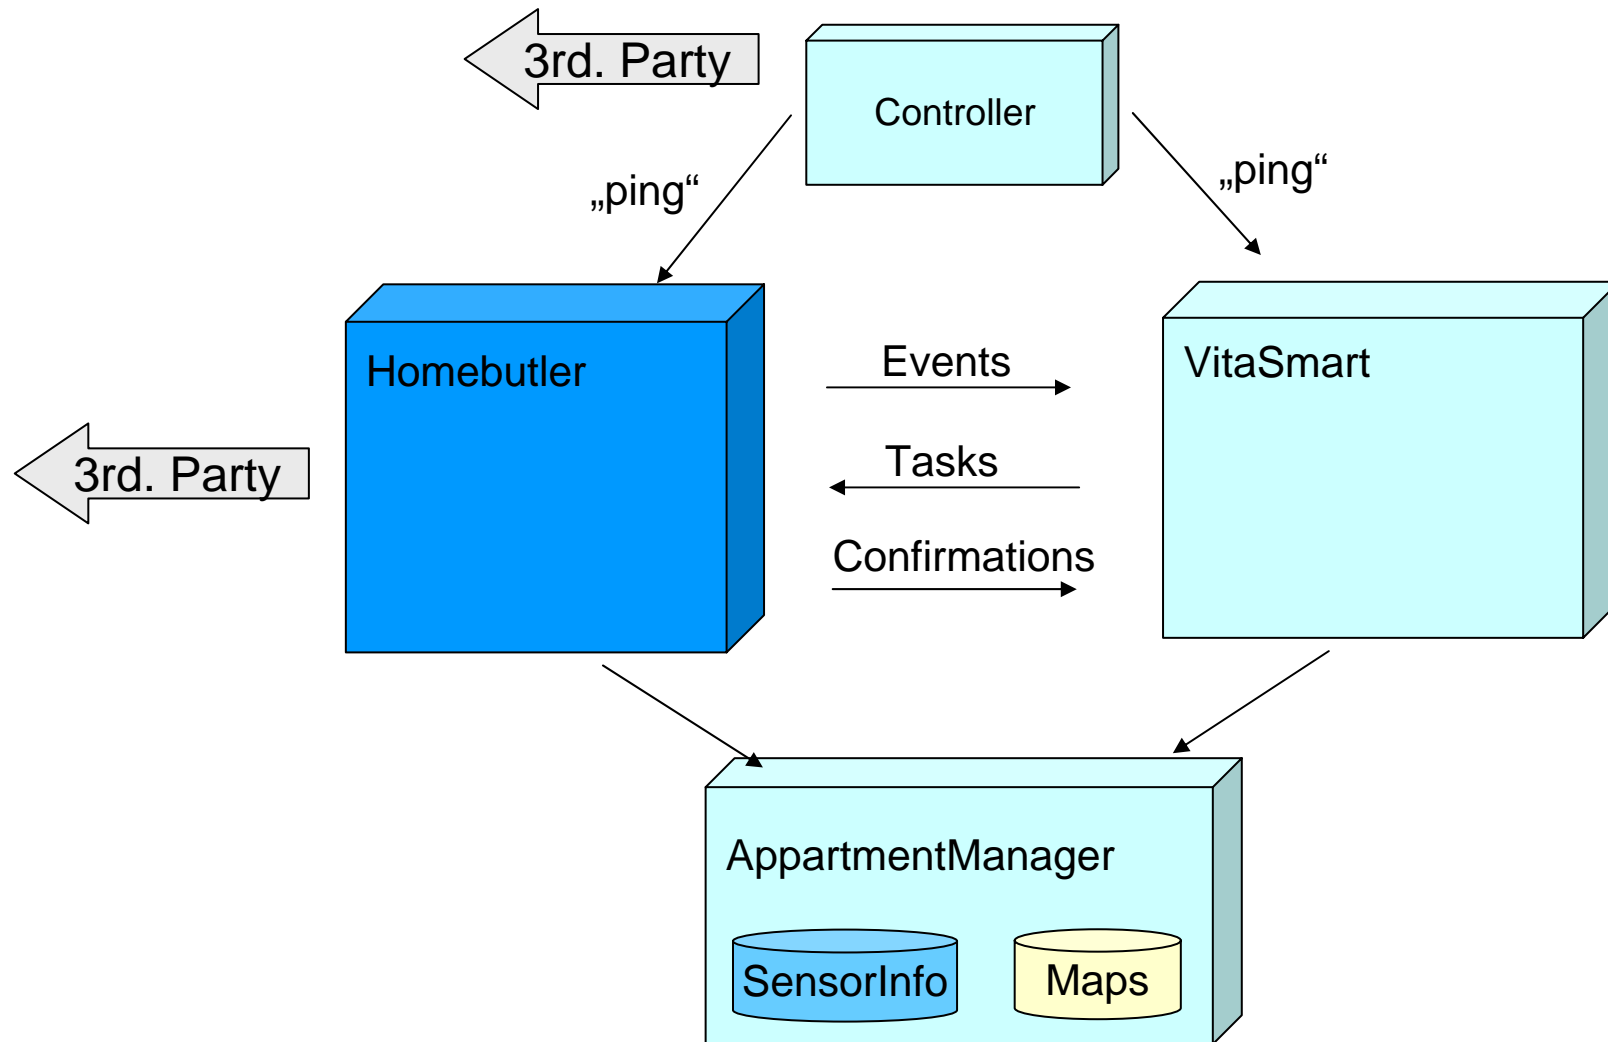 3rd. Party
Controller
„ping“
„ping“
Homebutler
Events
VitaSmart
Tasks
3rd. Party
Confirmations
AppartmentManager
SensorInfo
Maps